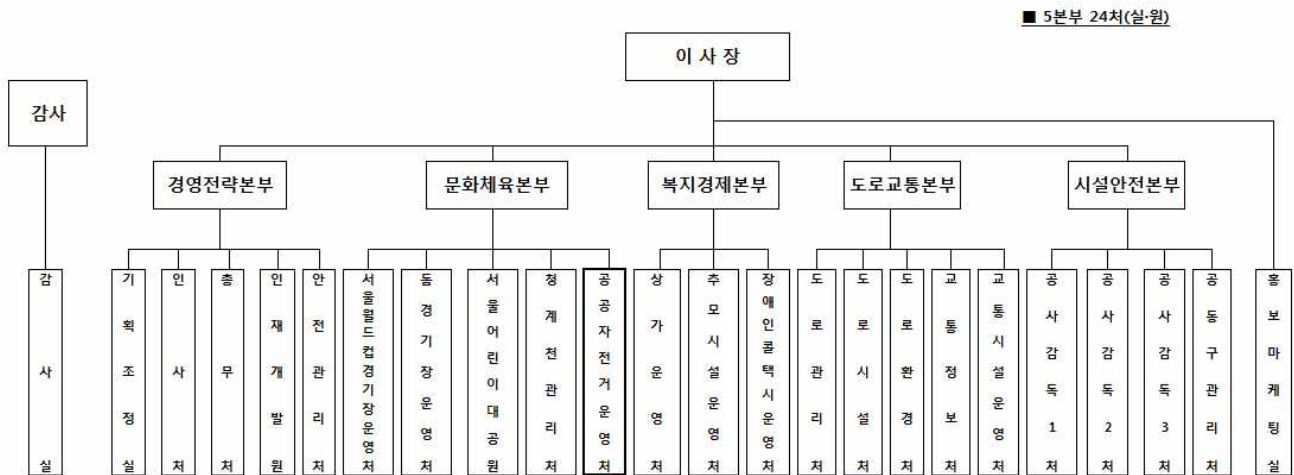 ■ 5본부 24처(실·원)
이 사 장
감사
경영전략본부
문화체육본부
복지경제본부
도로교통본부
시설안전본부
감사실
기획조정실
인사처
총무처
인재개발원
안전관리처
서울월드컵경기장운영처
돔경기장운영처
서울어린이대공원
청계천관리처
공공자전거운영처
상가운영처
추모시설운영처
장애인콜택시운영처
도로관리처
도로시설처
도로환경처
교통정보처
교통시설운영처
공사감독1처
공사감독2처
공사감독3처
공동구관리처
홍보마케팅실